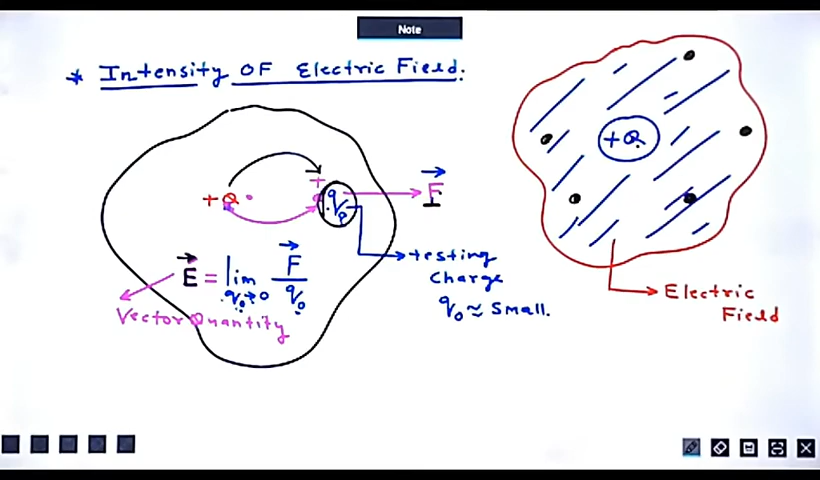 Note
* Intensity OF Electric Field.
+Q
+
q₀
F
E = lim q₀→0 F/q₀
Vector Quantity
testing
charge
q₀ ≈ Small.
+Q
Electric
Field